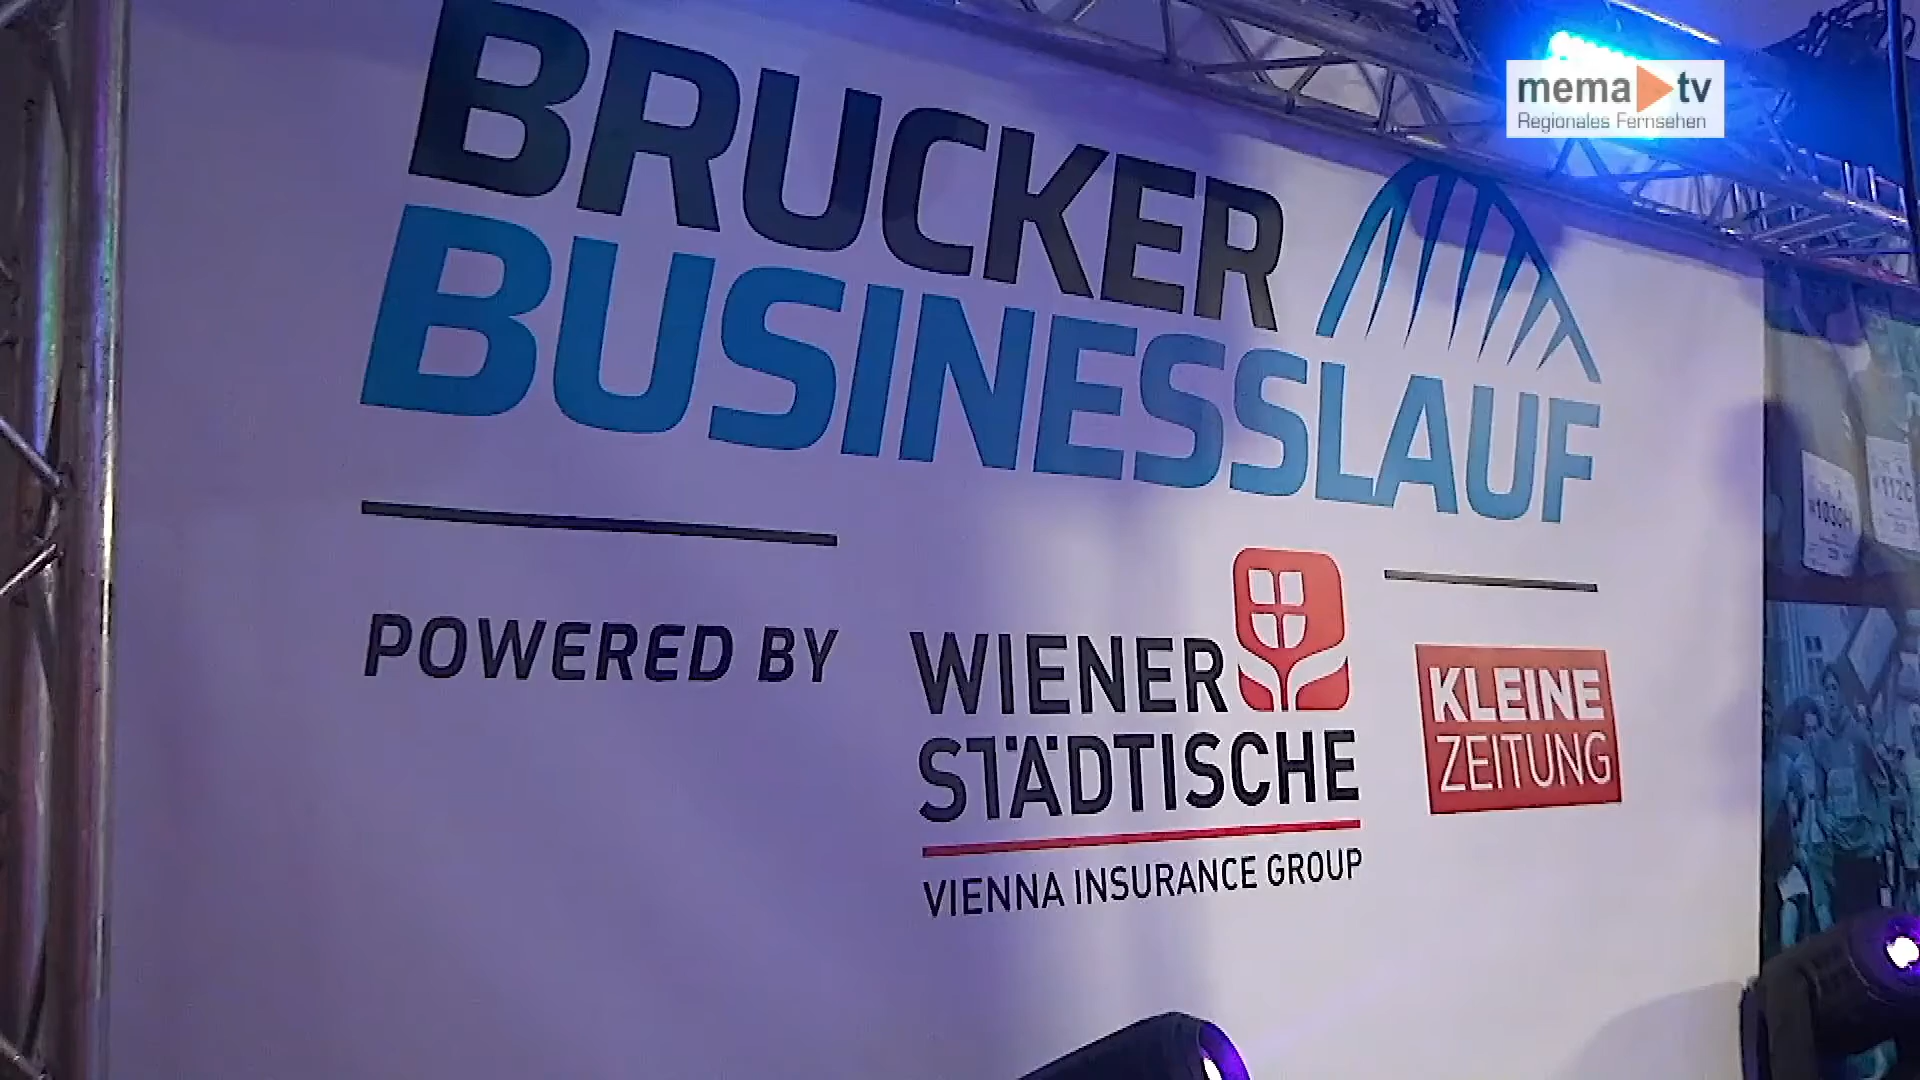 mema tv
Regionales Fernsehen
BRUCKER
BUSINESSLAUF
POWERED BY
WIENER
STÄDTISCHE
VIENNA INSURANCE GROUP
KLEINE
ZEITUNG